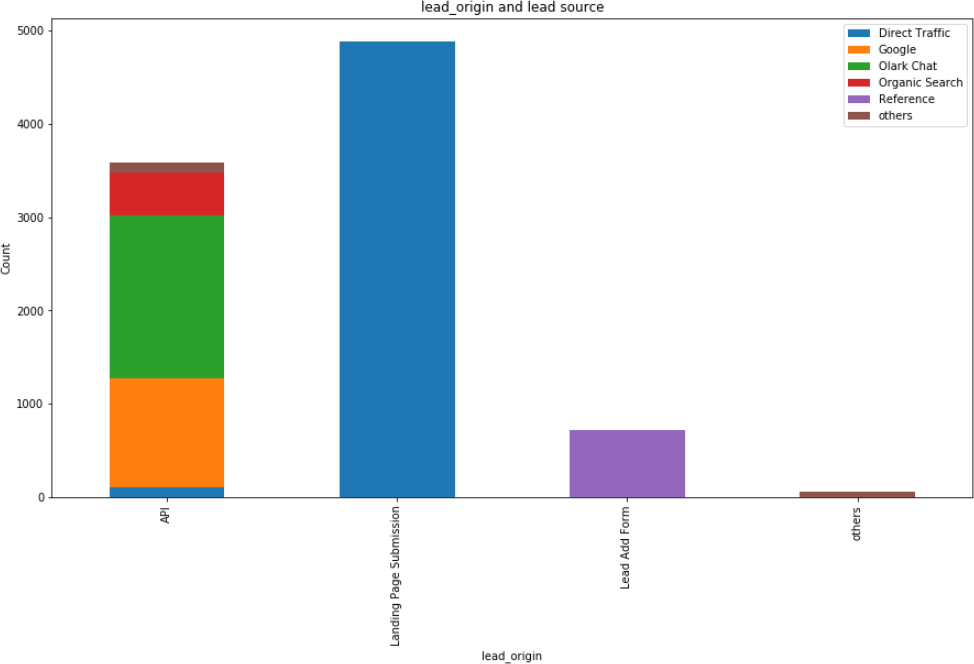 lead_origin and lead source
Direct Traffic
Google
Olark Chat
Organic Search
Reference
others
5000
4000
3000
2000
1000
0
Count
API
Landing Page Submission
Lead Add Form
others
lead_origin